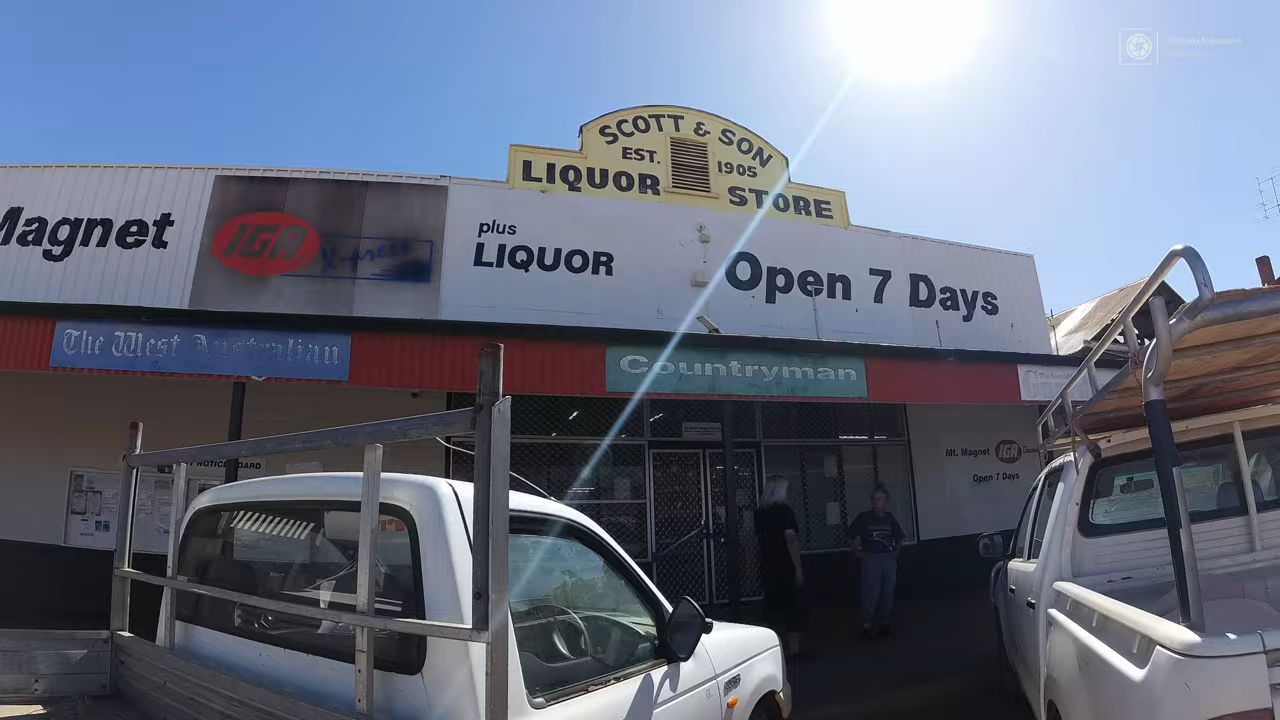 SCOTT & SON
EST. 1905
LIQUOR STORE
Magnet
IGA
X-press
plus
LIQUOR
Open 7 Days
The West Australian
Countryman
NOTICE BOARD
Mt. Magnet IGA
Open 7 Days